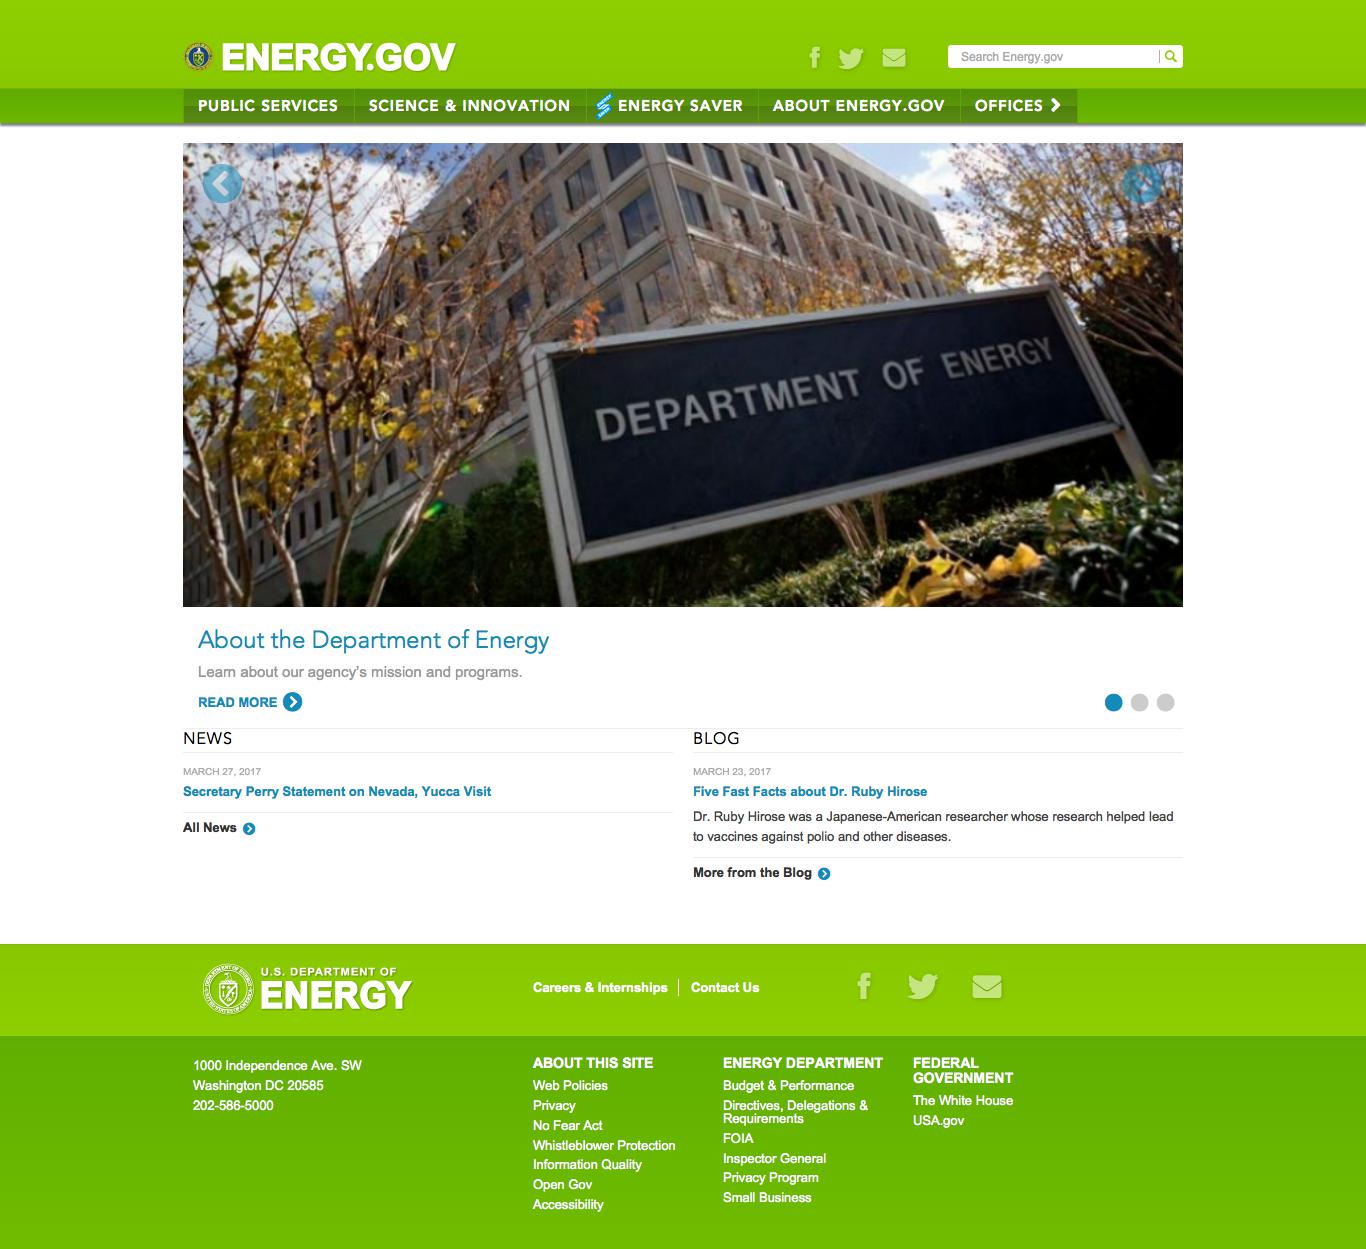 ENERGY.GOV
Search Energy.gov
PUBLIC SERVICES
SCIENCE & INNOVATION
ENERGY SAVER
ABOUT ENERGY.GOV
OFFICES
DEPARTMENT OF ENERGY
About the Department of Energy
Learn about our agency's mission and programs.
READ MORE
NEWS
MARCH 27, 2017
Secretary Perry Statement on Nevada, Yucca Visit
All News
BLOG
MARCH 23, 2017
Five Fast Facts about Dr. Ruby Hirose
Dr. Ruby Hirose was a Japanese-American researcher whose research helped lead
to vaccines against polio and other diseases.
More from the Blog
U.S. DEPARTMENT OF
ENERGY
Careers & Internships
Contact Us
1000 Independence Ave. SW
Washington DC 20585
202-586-5000
ABOUT THIS SITE
Web Policies
Privacy
No Fear Act
Whistleblower Protection
Information Quality
Open Gov
Accessibility
ENERGY DEPARTMENT
Budget & Performance
Directives, Delegations &
Requirements
FOIA
Inspector General
Privacy Program
Small Business
FEDERAL
GOVERNMENT
The White House
USA.gov